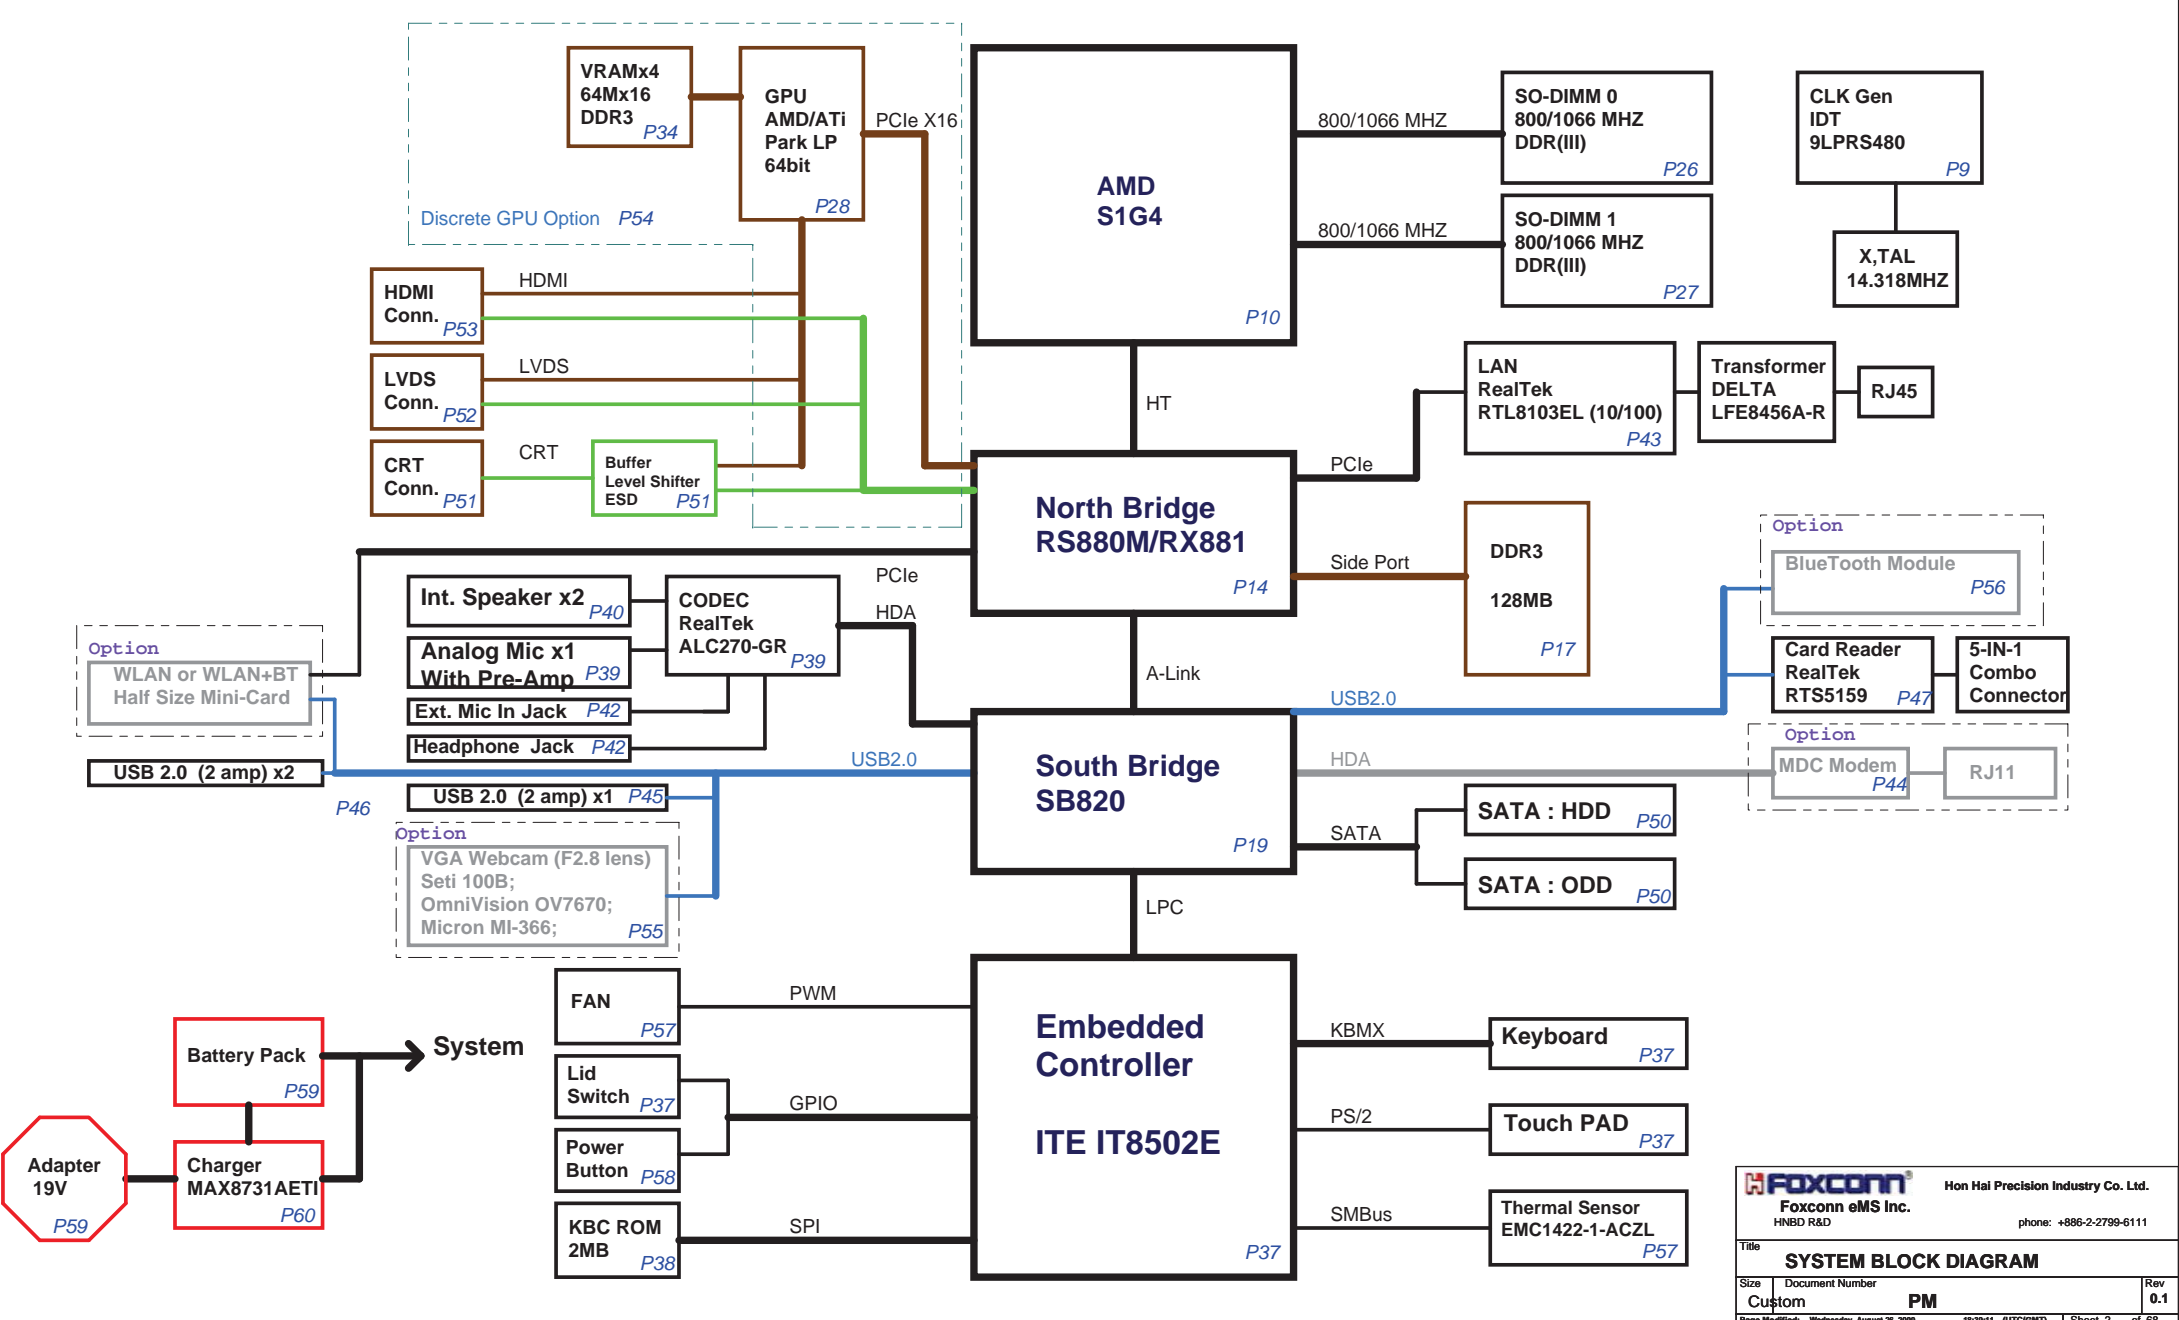 VRAMx4
64Mx16
DDR3
P34
GPU
AMD/ATi
Park LP
64bit
P28
PCIe X16
Discrete GPU Option P54
AMD
S1G4
P10
800/1066 MHZ
SO-DIMM 0
800/1066 MHZ
DDR(III)
P26
800/1066 MHZ
SO-DIMM 1
800/1066 MHZ
DDR(III)
P27
CLK Gen
IDT
9LPRS480
P9
X,TAL
14.318MHZ
HDMI
Conn.
P53
HDMI
LVDS
Conn.
P52
LVDS
CRT
Conn.
P51
CRT
Buffer
Level Shifter
ESD
P51
HT
LAN
RealTek
RTL8103EL (10/100)
P43
Transformer
DELTA
LFE8456A-R
RJ45
PCIe
North Bridge
RS880M/RX881
P14
Side Port
DDR3
128MB
P17
Option
BlueTooth Module
P56
PCIe
HDA
Int. Speaker x2
P40
Analog Mic x1
With Pre-Amp
P39
Ext. Mic In Jack P42
Headphone Jack P42
CODEC
RealTek
ALC270-GR
P39
Option
WLAN or WLAN+BT
Half Size Mini-Card
A-Link
Card Reader
RealTek
RTS5159
P47
5-IN-1
Combo
Connector
USB2.0
USB 2.0 (2 amp) x2
P46
USB2.0
USB 2.0 (2 amp) x1 P45
South Bridge
SB820
P19
HDA
Option
MDC Modem
P44
RJ11
SATA
SATA : HDD
P50
SATA : ODD
P50
Option
VGA Webcam (F2.8 lens)
Seti 100B;
OmniVision OV7670;
Micron MI-366;
P55
LPC
FAN
P57
PWM
Lid
Switch
P37
GPIO
Power
Button
P58
KBC ROM
2MB
P38
SPI
Embedded
Controller
ITE IT8502E
P37
KBMX
Keyboard
P37
PS/2
Touch PAD
P37
SMBus
Thermal Sensor
EMC1422-1-ACZL
P57
Battery Pack
P59
System
Adapter
19V
P59
Charger
MAX8731AETI
P60
FOXCONN®
Hon Hai Precision Industry Co. Ltd.
Foxconn eMS Inc.
HNBD R&D
phone: +886-2-2799-6111
Title
SYSTEM BLOCK DIAGRAM
Size
Document Number
Rev
Custom
PM
0.1